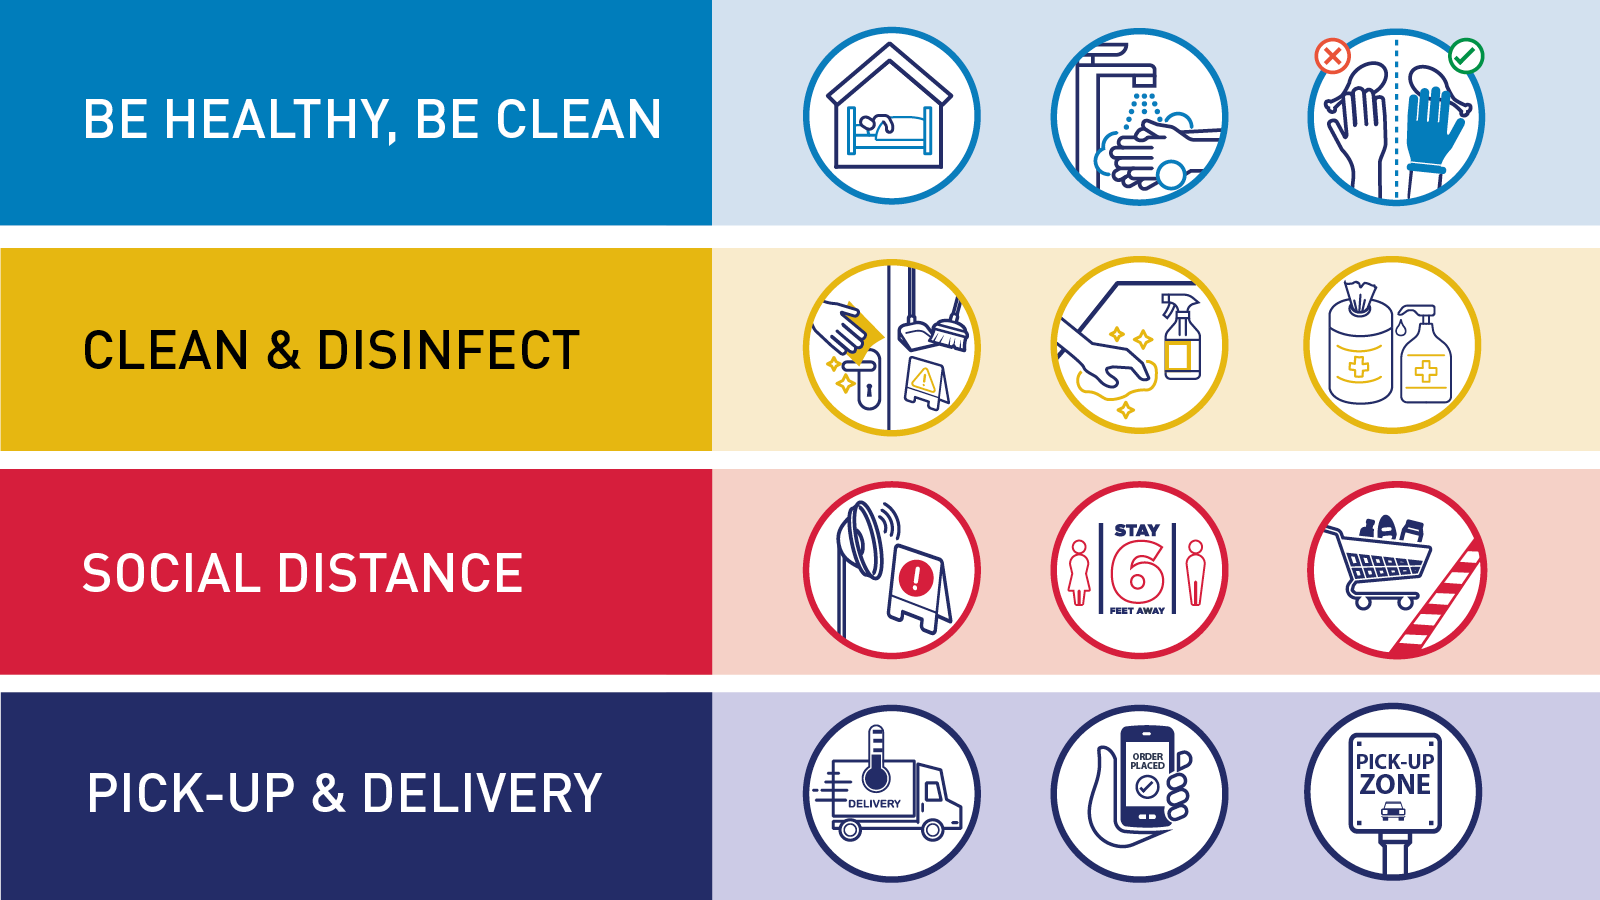 BE HEALTHY, BE CLEAN
CLEAN & DISINFECT
SOCIAL DISTANCE
STAY
6
FEET AWAY
PICK-UP & DELIVERY
DELIVERY
ORDER
PLACED
PICK-UP
ZONE